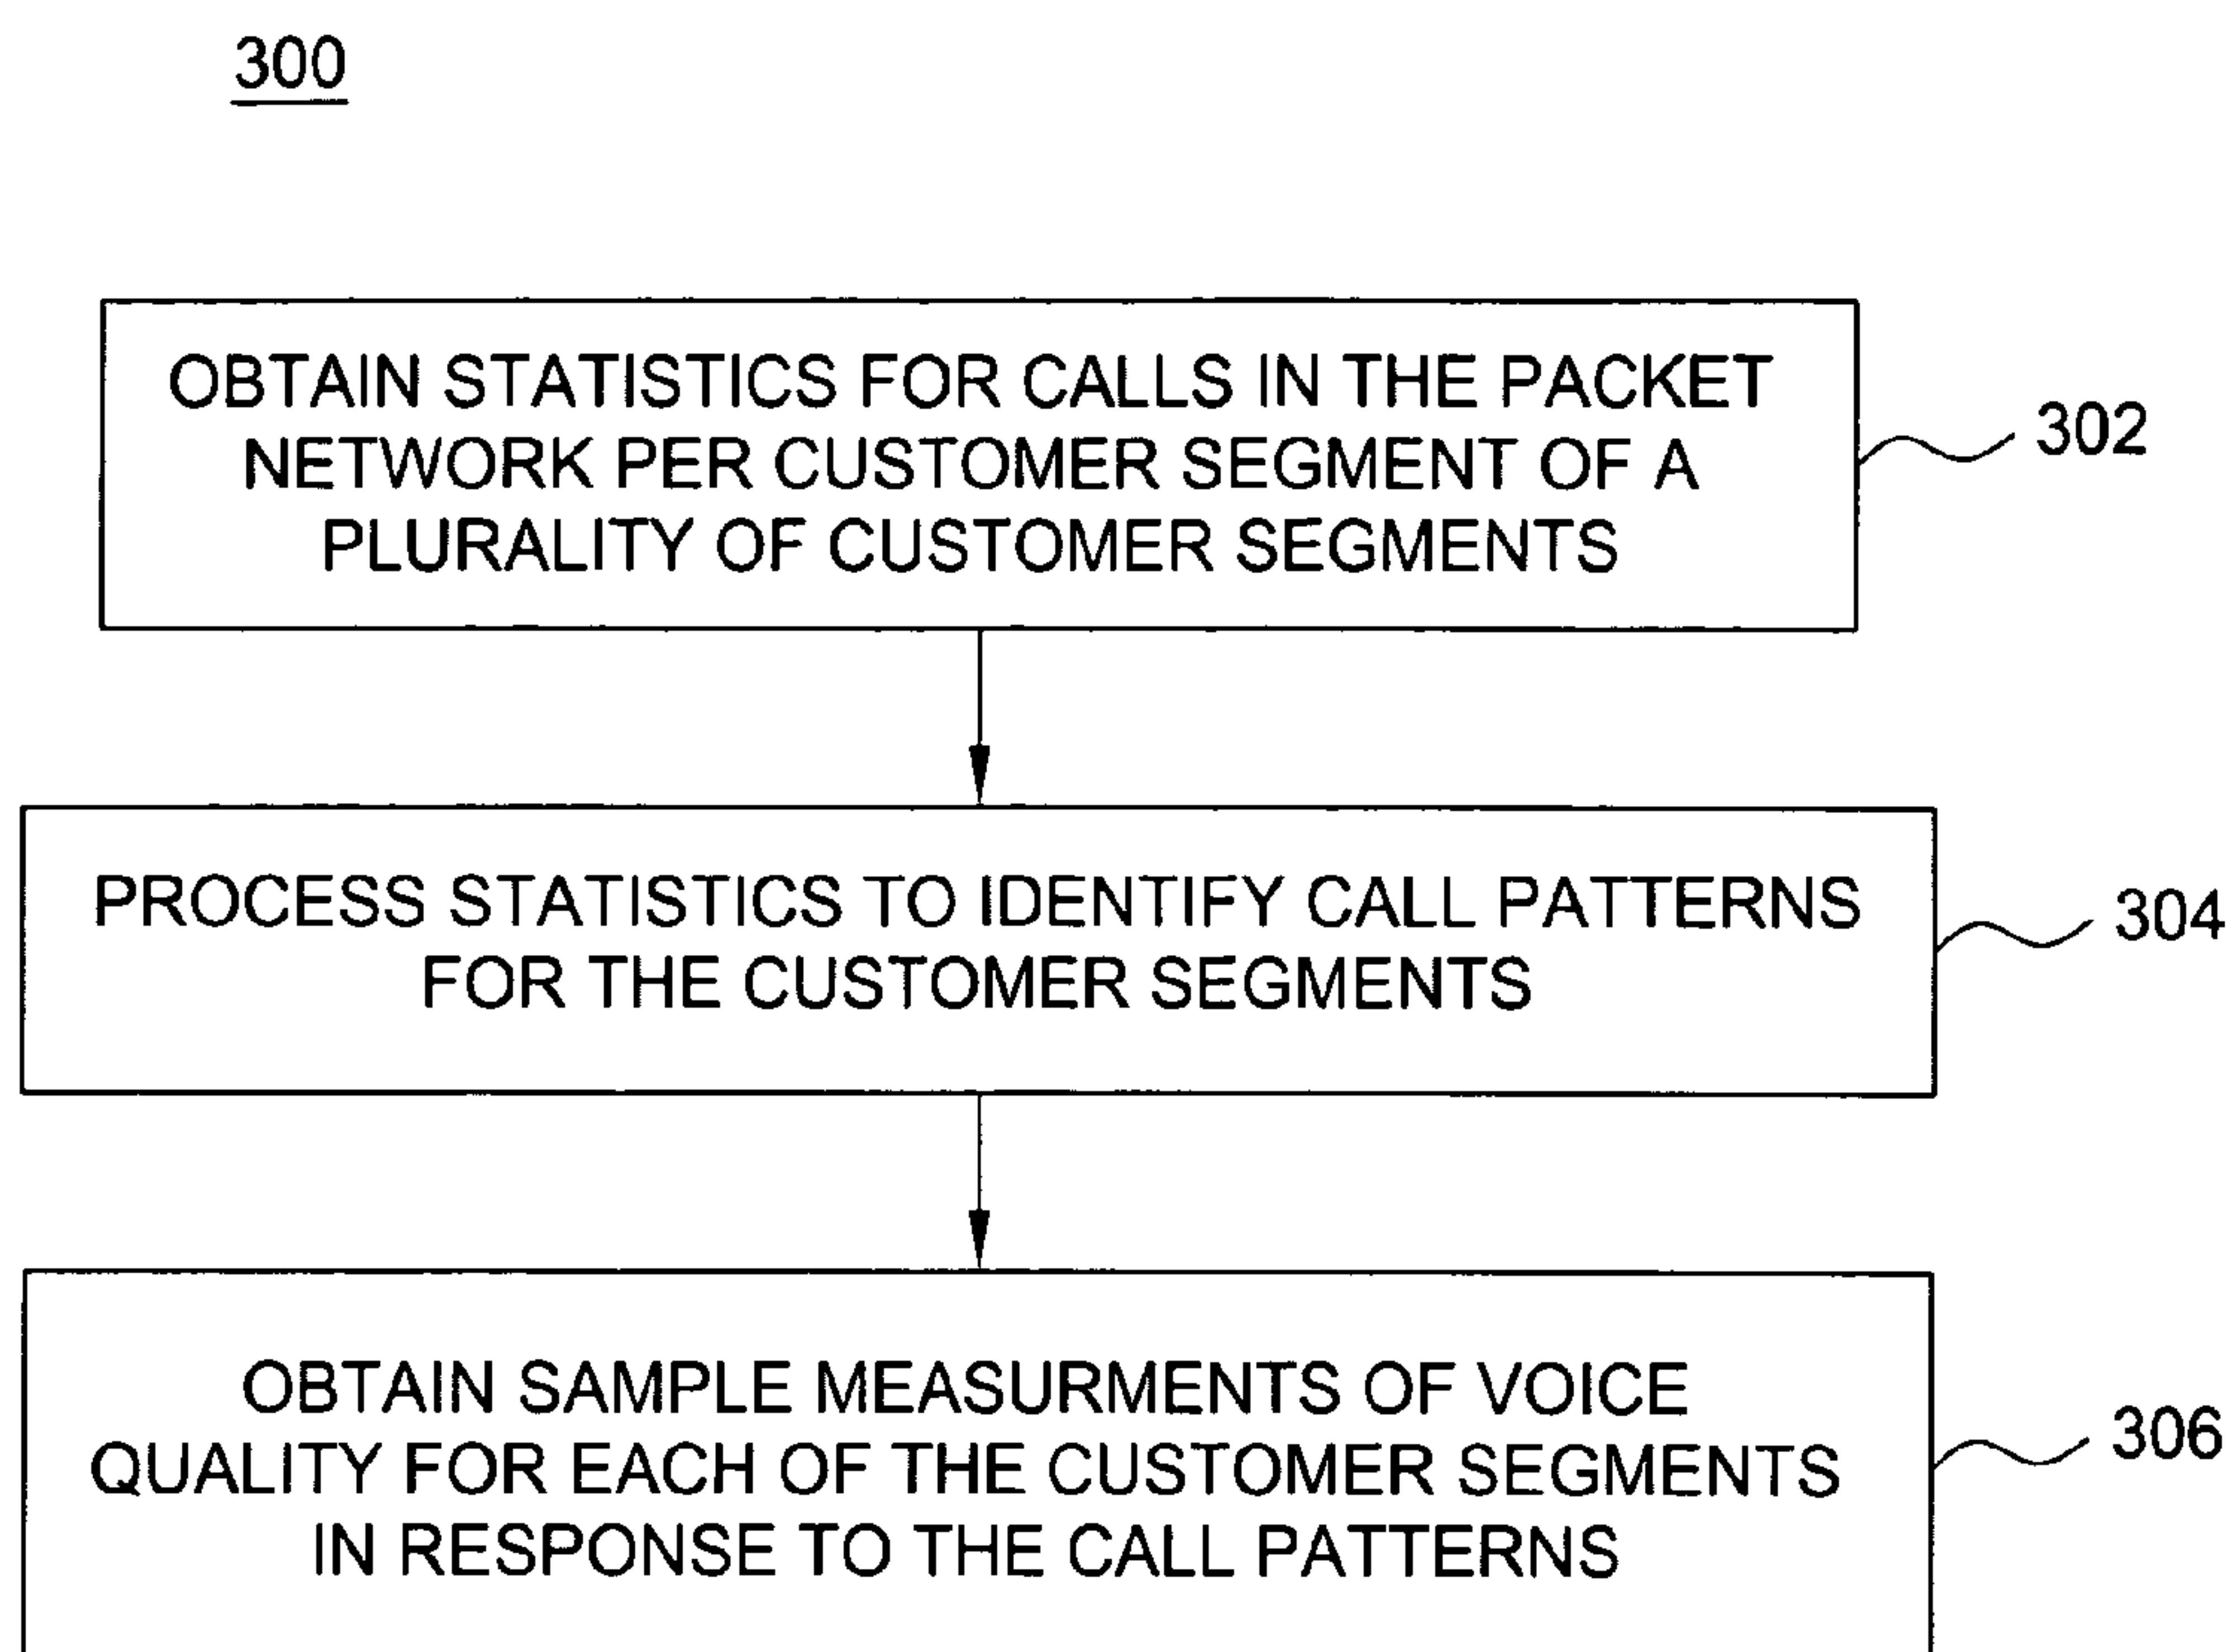 300
OBTAIN STATISTICS FOR CALLS IN THE PACKET
NETWORK PER CUSTOMER SEGMENT OF A
PLURALITY OF CUSTOMER SEGMENTS
302
PROCESS STATISTICS TO IDENTIFY CALL PATTERNS
FOR THE CUSTOMER SEGMENTS
304
OBTAIN SAMPLE MEASURMENTS OF VOICE
QUALITY FOR EACH OF THE CUSTOMER SEGMENTS
IN RESPONSE TO THE CALL PATTERNS
306